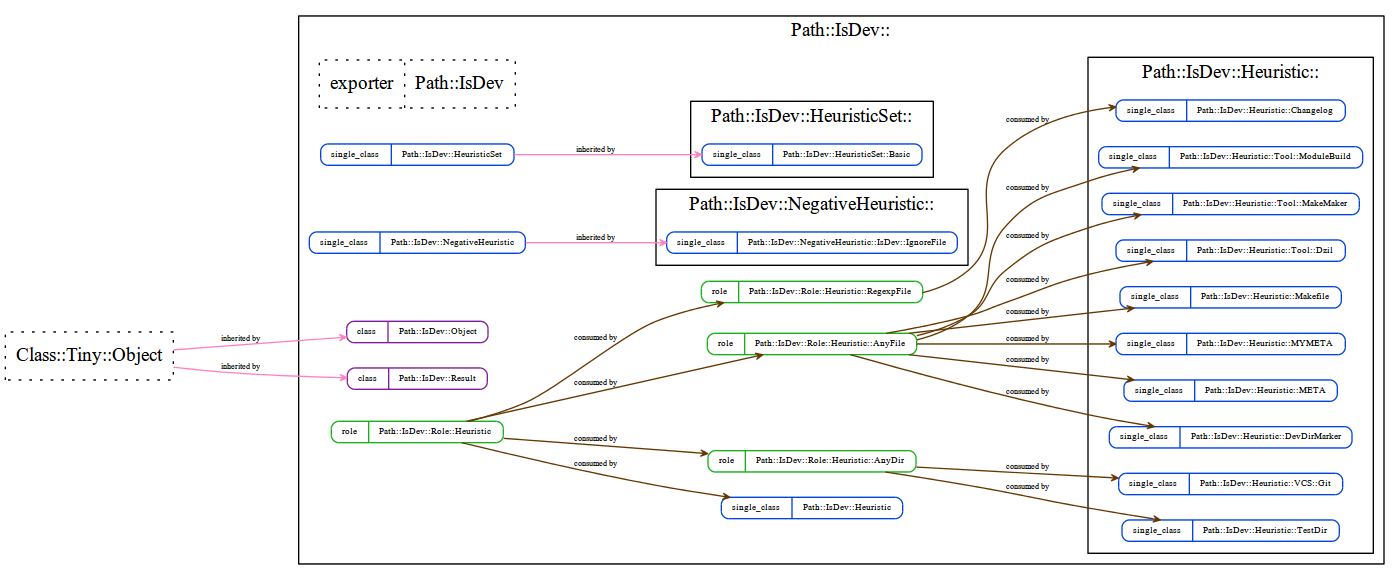 Path::IsDev::
exporter Path::IsDev
Path::IsDev::Heuristic::
single_class Path::IsDev::Heuristic::Changelog
Path::IsDev::HeuristicSet::
consumed by
single_class Path::IsDev::HeuristicSet inherited by single_class Path::IsDev::HeuristicSet::Basic
single_class Path::IsDev::Heuristic::Tool::ModuleBuild
consumed by
Path::IsDev::NegativeHeuristic::
single_class Path::IsDev::Heuristic::Tool::MakeMaker
consumed by
single_class Path::IsDev::NegativeHeuristic inherited by single_class Path::IsDev::NegativeHeuristic::IsDev::IgnoreFile
single_class Path::IsDev::Heuristic::Tool::Dzil
consumed by
role Path::IsDev::Role::Heuristic::RegexpFile
single_class Path::IsDev::Heuristic::Makefile
consumed by
Class::Tiny::Object
inherited by
class Path::IsDev::Object
consumed by
role Path::IsDev::Role::Heuristic::AnyFile
consumed by
single_class Path::IsDev::Heuristic::MYMETA
inherited by
class Path::IsDev::Result
consumed by
consumed by
single_class Path::IsDev::Heuristic::META
consumed by
role Path::IsDev::Role::Heuristic
single_class Path::IsDev::Heuristic::DevDirMarker
consumed by
role Path::IsDev::Role::Heuristic::AnyDir
consumed by
consumed by
single_class Path::IsDev::Heuristic::VCS::Git
consumed by
single_class Path::IsDev::Heuristic
single_class Path::IsDev::Heuristic::TestDir